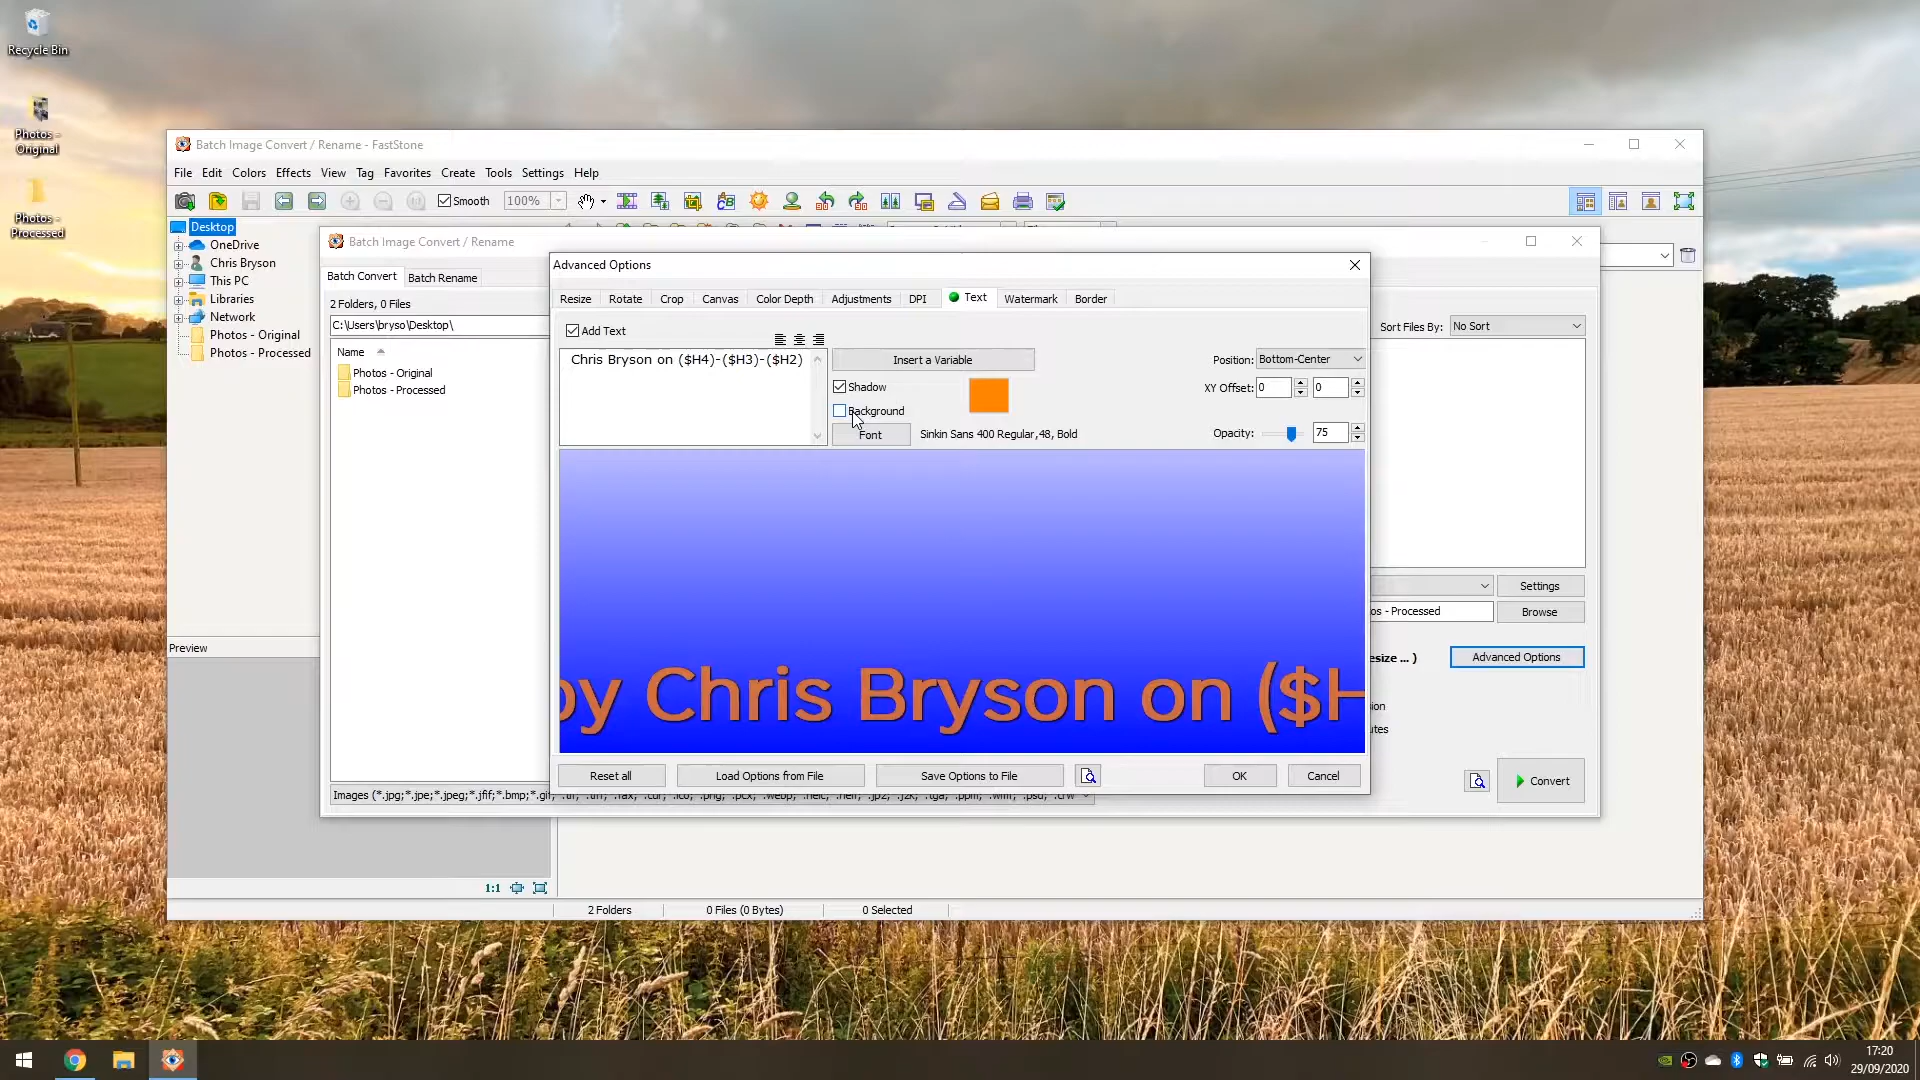 Recycle Bin
Photos -
Original
Photos -
Processed
Batch Image Convert / Rename - FastStone
File Edit Colors Effects View Tag Favorites Create Tools Settings Help
Smooth 100%
Desktop
OneDrive
Chris Bryson
This PC
Libraries
Network
Photos - Original
Photos - Processed
Preview
1:1
2 Folders 0 Files (0 Bytes) 0 Selected
Batch Image Convert / Rename
Batch Convert Batch Rename
2 Folders, 0 Files
C:\Users\bryso\Desktop\
Name
Photos - Original
Photos - Processed
Sort Files By: No Sort
Settings
os - Processed Browse
esize ... ) Advanced Options
ion
utes
Convert
Images (*.jpg;*.jpe;*.jpeg;*.jfif;*.bmp;*.gif
Advanced Options
Resize Rotate Crop Canvas Color Depth Adjustments DPI Text Watermark Border
Add Text
Chris Bryson on ($H4)-($H3)-($H2)
Insert a Variable
Position: Bottom-Center
Shadow
XY Offset: 0 0
Background
Font Sinkin Sans 400 Regular,48, Bold
Opacity: 75
by Chris Bryson on ($H
Reset all Load Options from File Save Options to File OK Cancel
17:20
29/09/2020